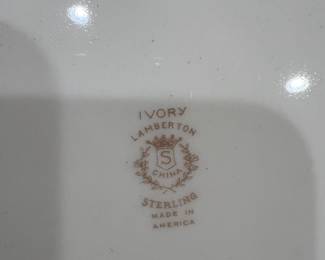 IVORY
LAMBERTON
S
CHINA
STERLING
MADE IN
AMERICA